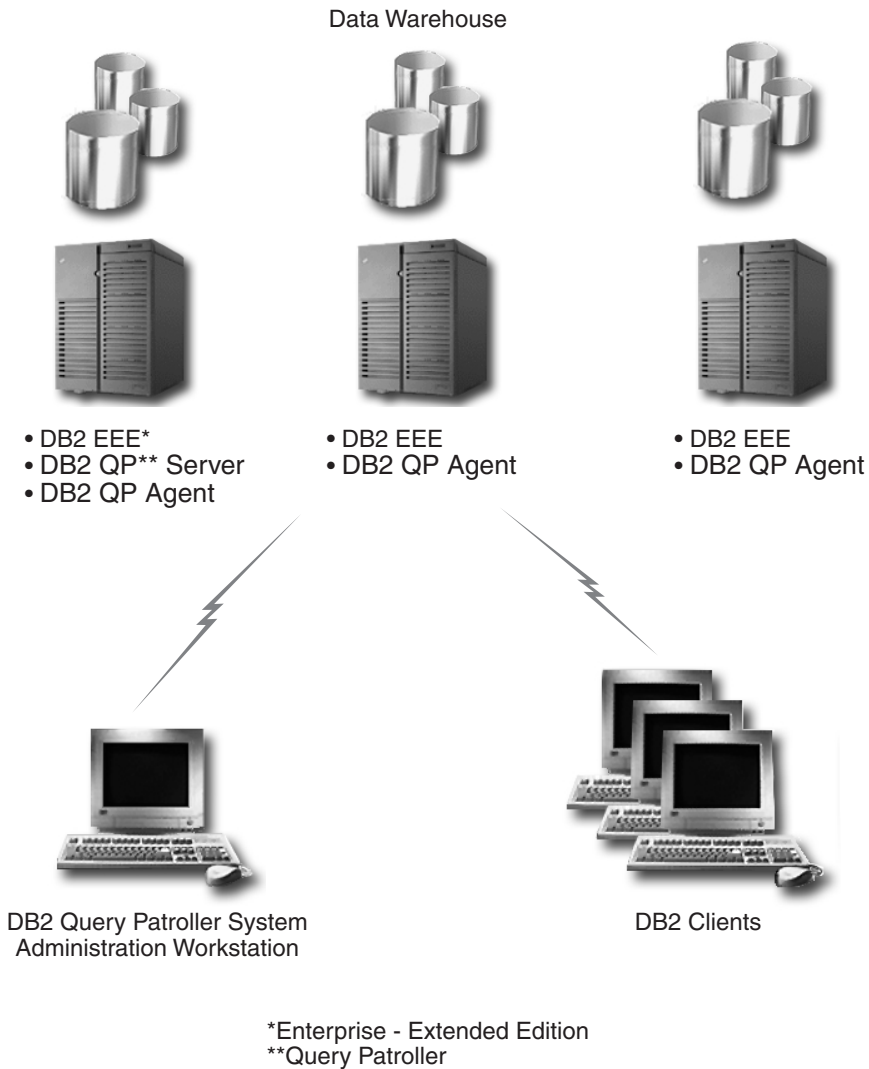 Data Warehouse
• DB2 EEE*
• DB2 QP** Server
• DB2 QP Agent
• DB2 EEE
• DB2 QP Agent
• DB2 EEE
• DB2 QP Agent
DB2 Query Patroller System
Administration Workstation
DB2 Clients
*Enterprise - Extended Edition
**Query Patroller